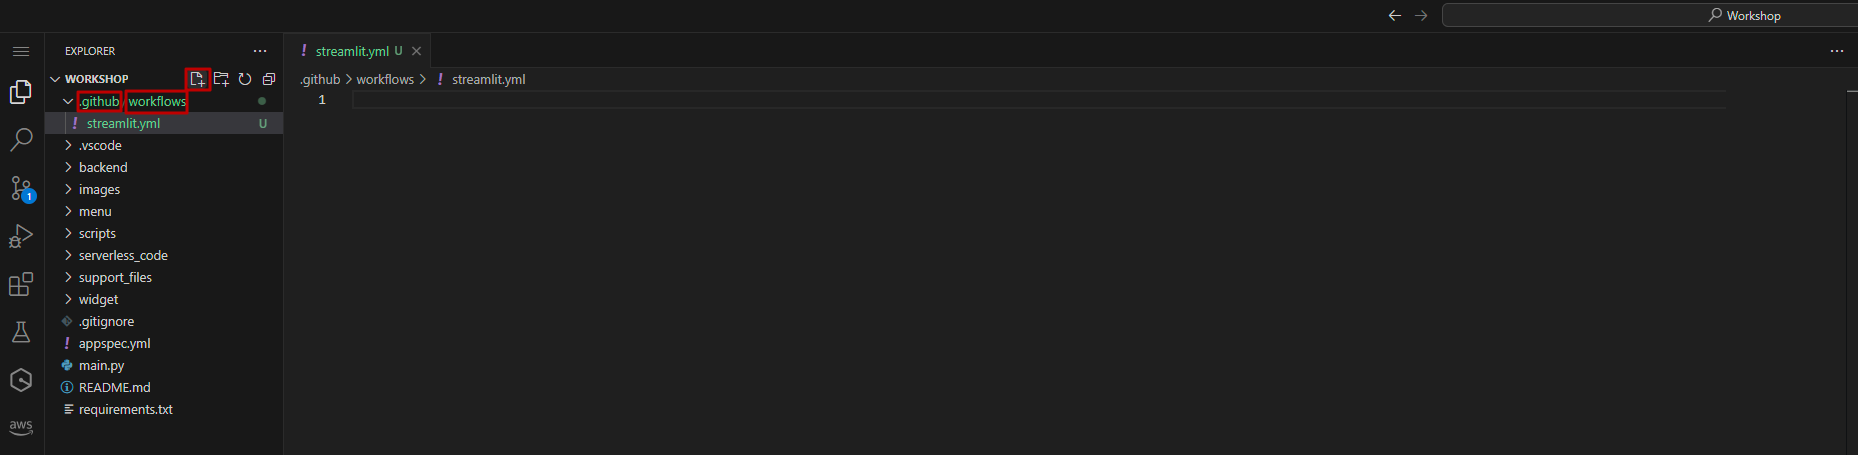 Workshop
EXPLORER
streamlit.yml U
WORKSHOP
.github > workflows > ! streamlit.yml
.github / workflows
1
! streamlit.yml U
.vscode
backend
images
1
menu
scripts
serverless_code
support_files
widget
.gitignore
! appspec.yml
main.py
README.md
requirements.txt
aws